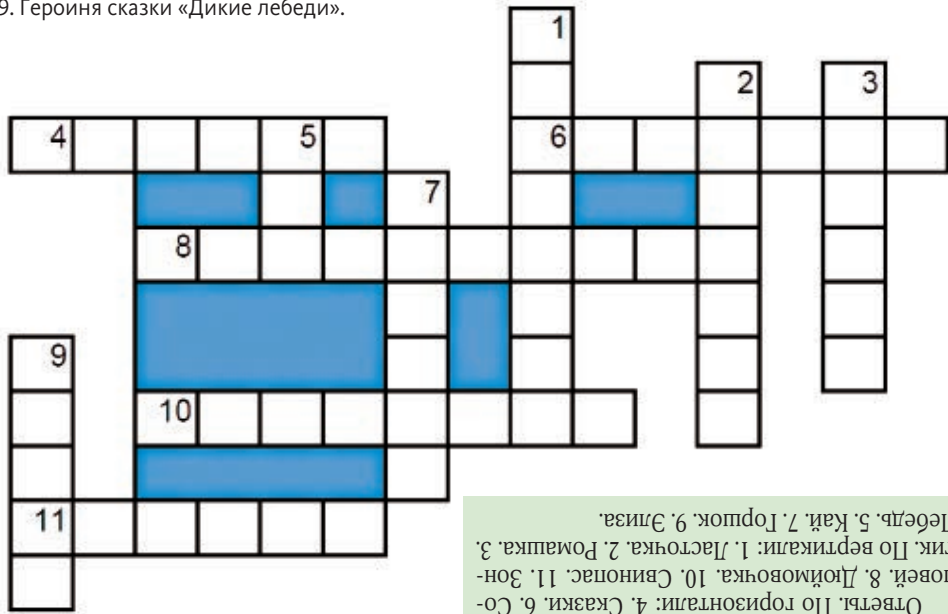 9. Героиня сказки «Дикие лебеди».
1
2
3
4
5
6
7
8
9
10
11
Ответы. По горизонтали: 4. Сказки. 6. Со-
ловей. 8. Дюймовочка. 10. Свинопас. 11. Зон-
тик. По вертикали: 1. Ласточка. 2. Ромашка. 3.
Лебедь. 5. Кай. 7. Горшок. 9. Элиза.